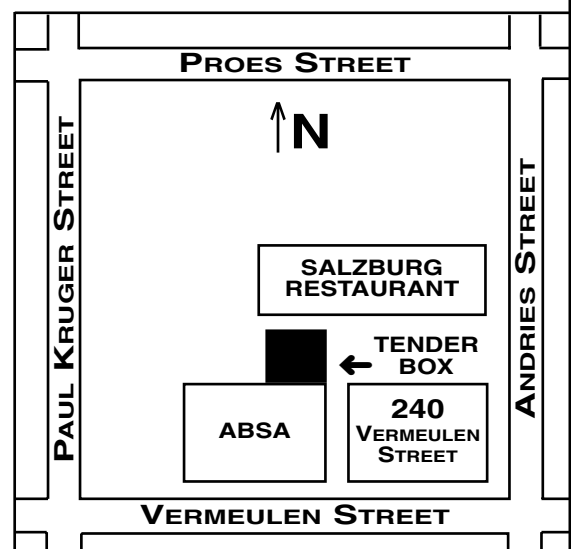 PROES STREET
N
PAUL KRUGER STREET
ANDRIES STREET
SALZBURG
RESTAURANT
TENDER
BOX
ABSA
240
VERMEULEN
STREET
VERMEULEN STREET